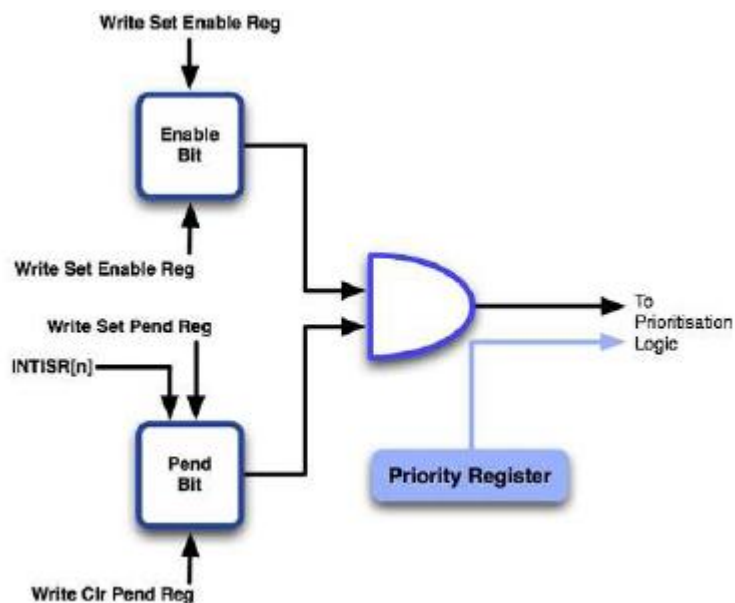 Write Set Enable Reg
Enable
Bit
Write Set Enable Reg
Write Set Pend Reg
INTISR[n]
Pend
Bit
Write Clr Pend Reg
To
Prioritisation
Logic
Priority Register